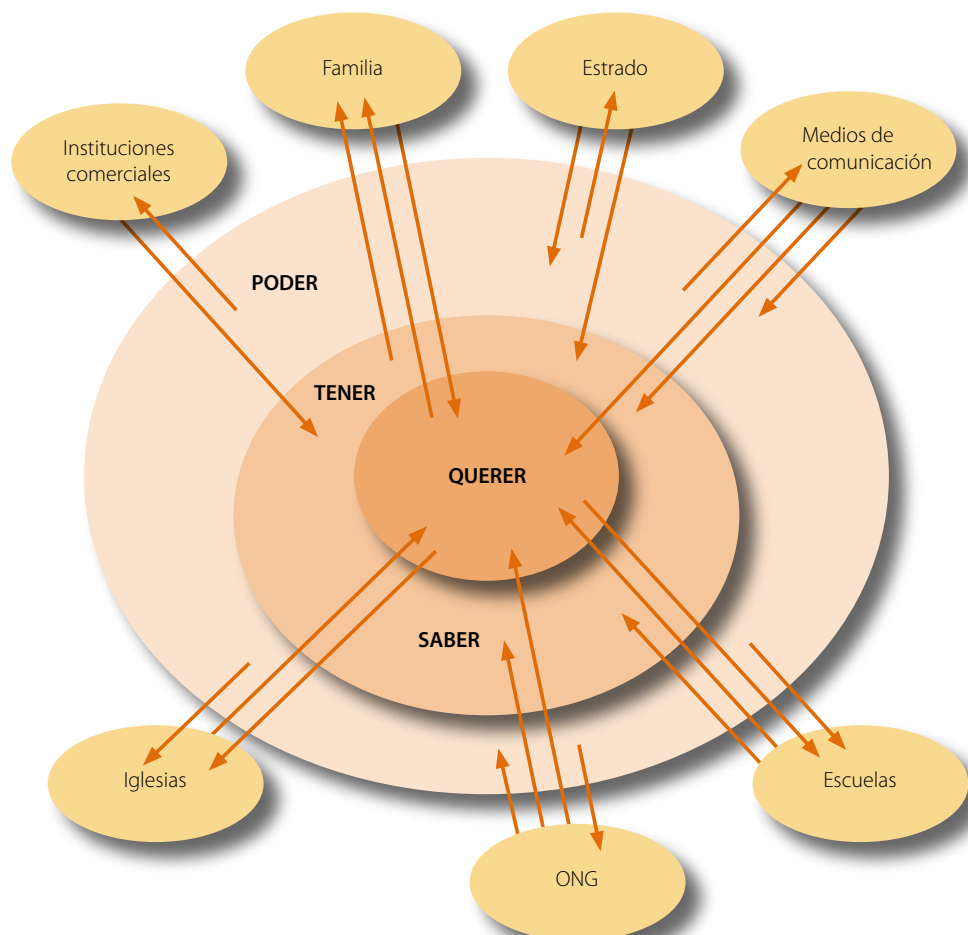 Familia
Estrado
Instituciones
comerciales
Medios de
comunicación
PODER
TENER
QUERER
SABER
Iglesias
Escuelas
ONG